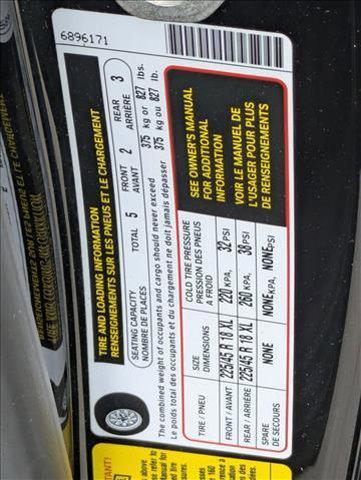 6896171
TIRE AND LOADING INFORMATION
RENSEIGNEMENTS SUR LES PNEUS ET LE CHARGEMENT
SEATING CAPACITY TOTAL 5 FRONT 2 REAR 3
NOMBRE DE PLACES AVANT ARRIÈRE
The combined weight of occupants and cargo should never exceed 375 kg or 827 lbs.
Le poids total des occupants et du chargement ne doit jamais dépasser 375 kg ou 827 lb.
TIRE / PNEU SIZE DIMENSIONS COLD TIRE PRESSURE PRESSION DES PNEUS A FROID
FRONT / AVANT 225/45 R 18 XL 220 KPA, 32 PSI
REAR / ARRIÈRE 225/45 R 18 XL 260 KPA, 38 PSI
SPARE DE SECOURS NONE NONE KPA, NONE PSI
SEE OWNER'S MANUAL
FOR ADDITIONAL
INFORMATION
VOIR LE MANUEL DE
L'USAGER POUR PLUS
DE RENSEIGNEMENTS